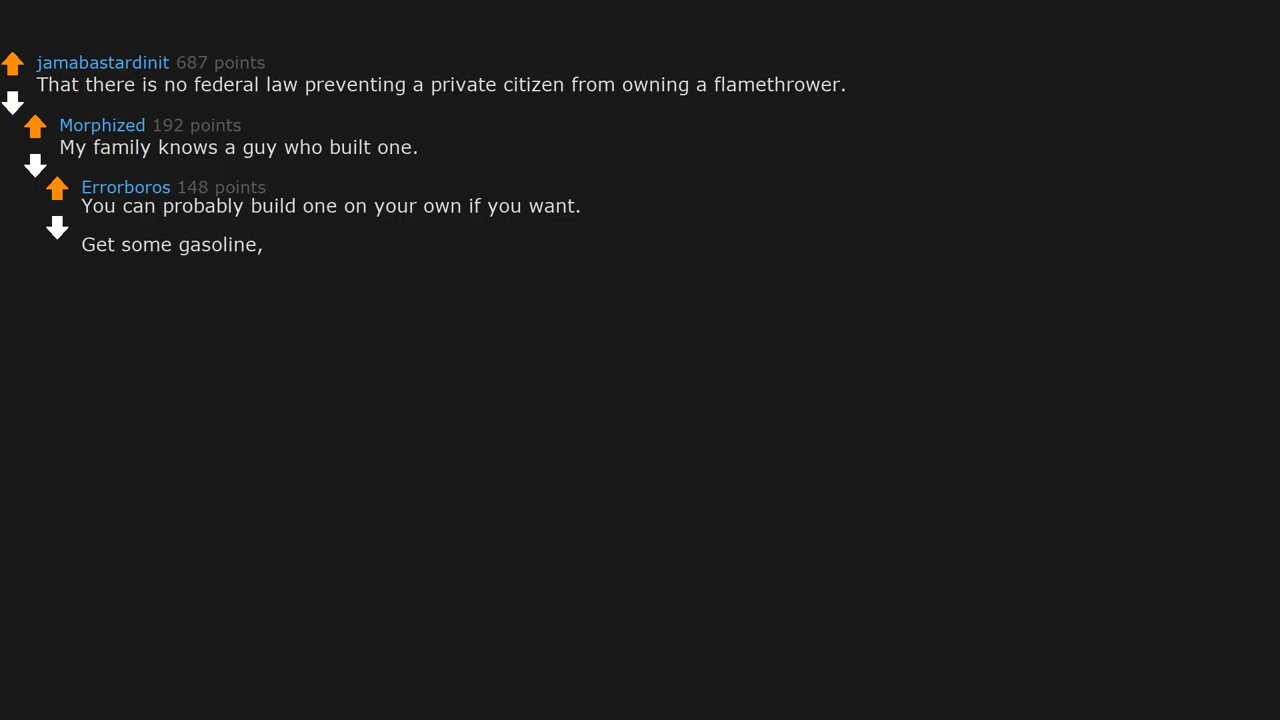 jamabastardinit 687 points
That there is no federal law preventing a private citizen from owning a flamethrower.
Morphized 192 points
My family knows a guy who built one.
Errorboros 148 points
You can probably build one on your own if you want.
Get some gasoline,